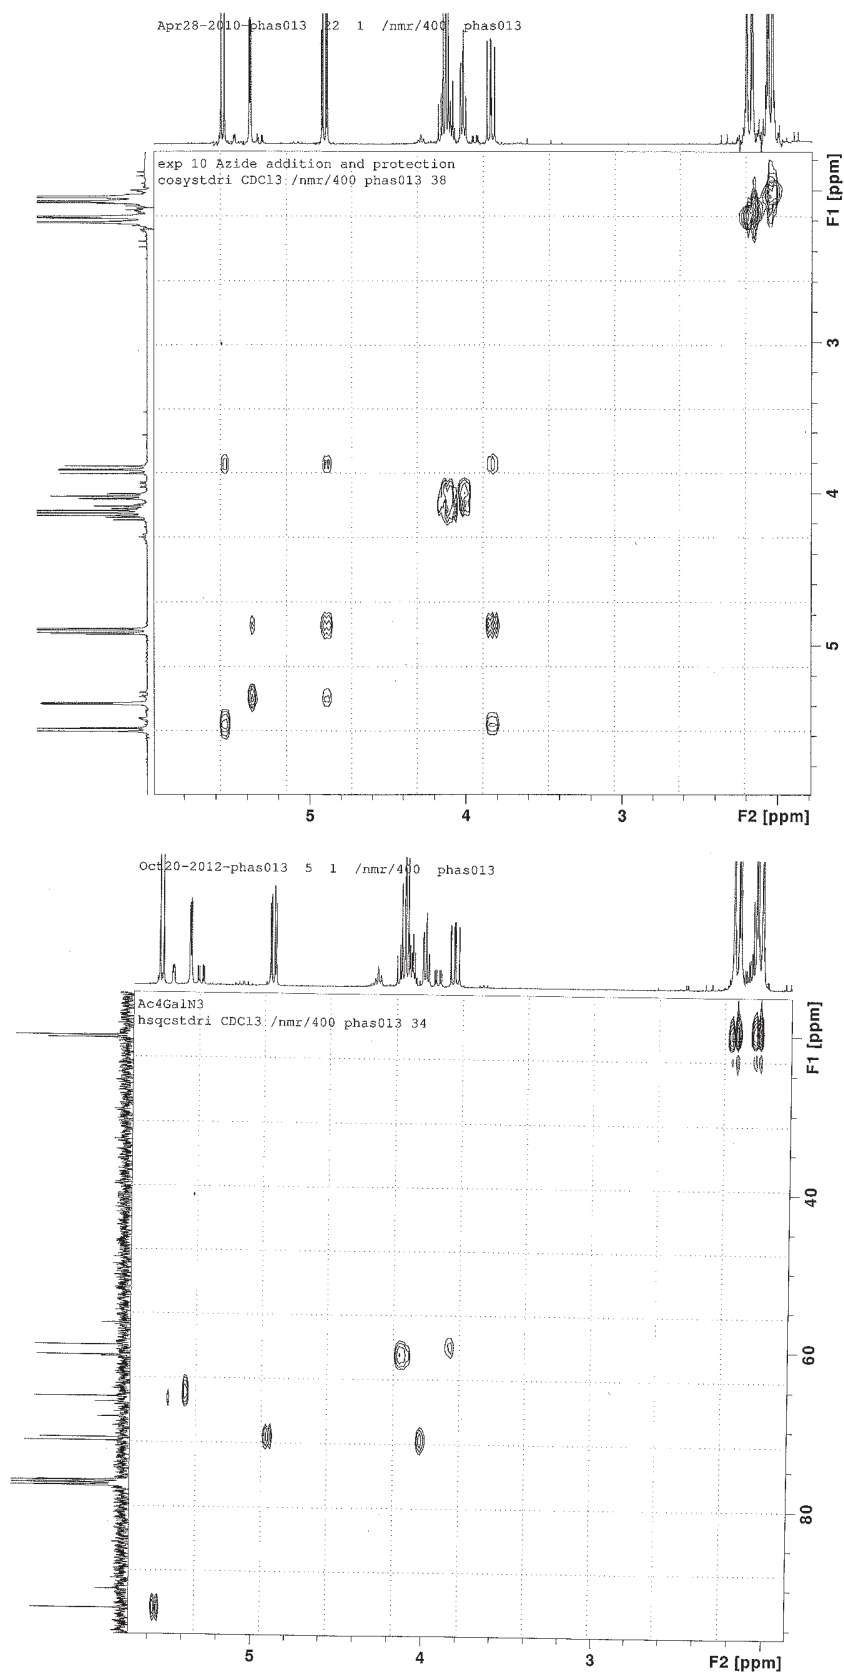 Apr28-2010-phas013 22 1 /nmr/400 phas013
exp 10 Azide addition and protection
cosystdri CDCl3 /nmr/400 phas013 38
F1 [ppm]
3
4
5
5 4 3 F2 [ppm]
Oct20-2012-phas013 5 1 /nmr/400 phas013
Ac4GalN3
hsqcstdri CDCl3 /nmr/400 phas013 34
F1 [ppm]
40
60
80
5 4 3 F2 [ppm]